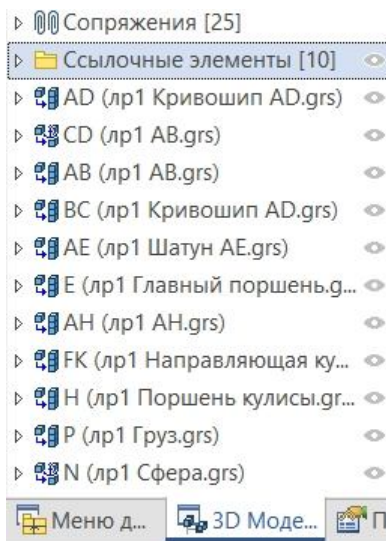 Сопряжения [25]
Ссылочные элементы [10]
AD (лр1 Кривошип AD.grs)
CD (лр1 AB.grs)
AB (лр1 AB.grs)
BC (лр1 Кривошип AD.grs)
AE (лр1 Шатун AE.grs)
E (лр1 Главный поршень.g...
AH (лр1 AH.grs)
FK (лр1 Направляющая ку...
H (лр1 Поршень кулисы.gr...
P (лр1 Груз.grs)
N (лр1 Сфера.grs)
Меню д... 3D Моде... П